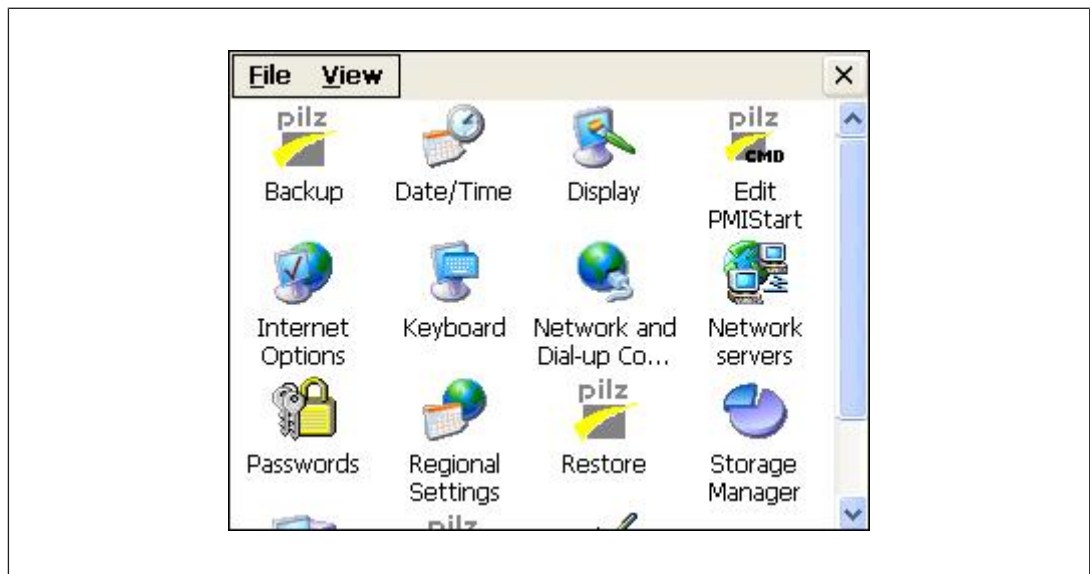 File View
pilz
pilz
CMD
Backup Date/Time Display Edit
PMIStart
Internet
Options
Keyboard Network and
Dial-up Co...
Network
servers
pilz
Passwords Regional
Settings
Restore Storage
Manager
pilz